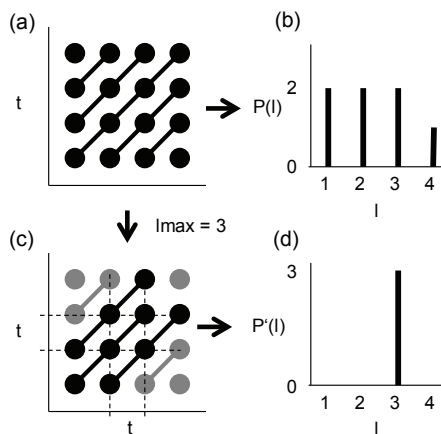 (a)
t
(b)
P(l)
2
0
1 2 3 4
l
lmax = 3
(c)
t
t
(d)
P‘(l)
3
0
1 2 3 4
l